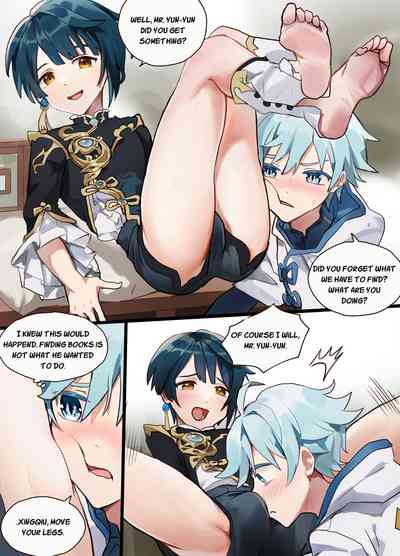 WELL, MR. YUN-YUN
DID YOU GET
SOMETHING?
DID YOU FORGET WHAT
WE HAVE TO FIND?
WHAT ARE YOU
DOING?
I KNEW THIS WOULD
HAPPEND. FINDING BOOKS
IS NOT WHAT HE WANTED
TO DO.
.XINGQIU, MOVE
YOUR LEGS.
OF COURSE I WILL,
MR. YUN-YUN.